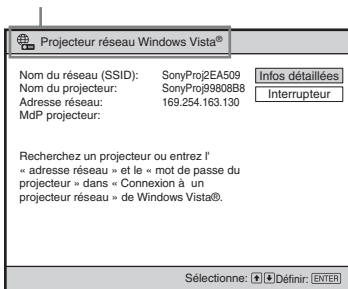 Projecteur réseau Windows Vista®
Nom du réseau (SSID): SonyProj2EA509 Infos détaillées
Nom du projecteur: SonyProj99808B8 Interrupteur
Adresse réseau: 169.254.163.130
MdP projecteur:
Recherchez un projecteur ou entrez l'
« adresse réseau » et le « mot de passe du
projecteur » dans « Connexion à un
projecteur réseau » de Windows Vista®.
Sélectionne: Définir: ENTER